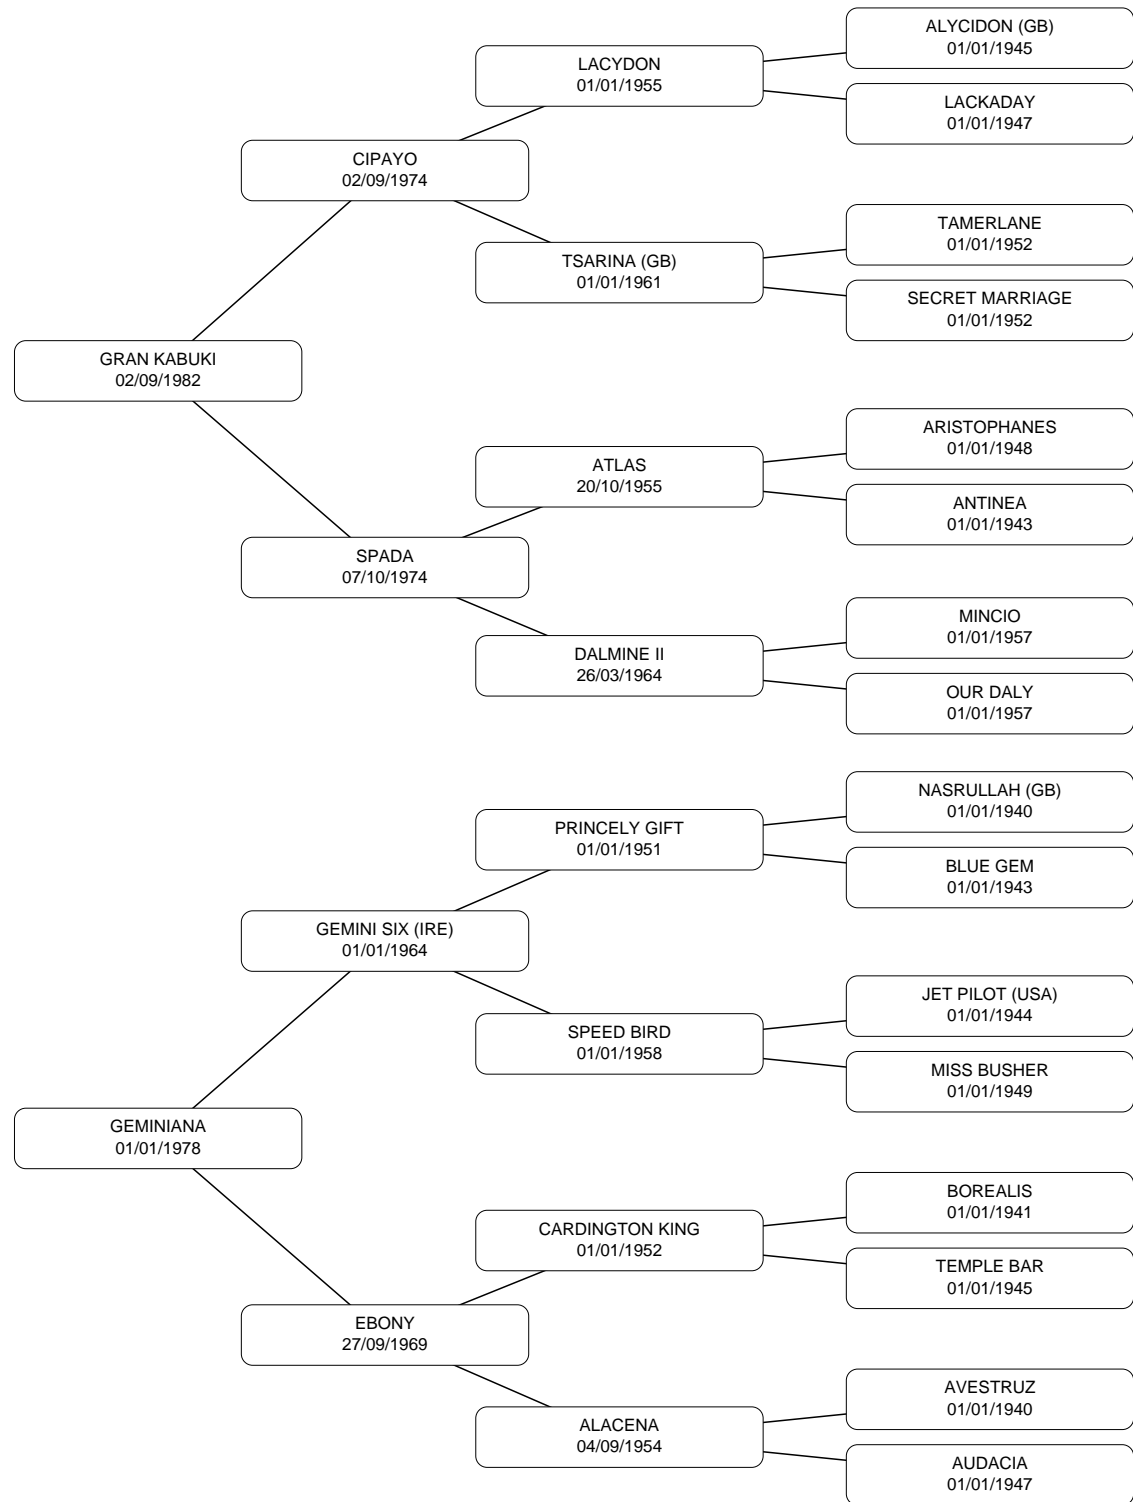 ALYCIDON (GB)
01/01/1945
LACYDON
01/01/1955
LACKADAY
01/01/1947
CIPAYO
02/09/1974
TAMERLANE
01/01/1952
TSARINA (GB)
01/01/1961
SECRET MARRIAGE
01/01/1952
GRAN KABUKI
02/09/1982
ARISTOPHANES
01/01/1948
ATLAS
20/10/1955
ANTINEA
01/01/1943
SPADA
07/10/1974
MINCIO
01/01/1957
DALMINE II
26/03/1964
OUR DALY
01/01/1957
NASRULLAH (GB)
01/01/1940
PRINCELY GIFT
01/01/1951
BLUE GEM
01/01/1943
GEMINI SIX (IRE)
01/01/1964
JET PILOT (USA)
01/01/1944
SPEED BIRD
01/01/1958
MISS BUSHER
01/01/1949
GEMINIANA
01/01/1978
BOREALIS
01/01/1941
CARDINGTON KING
01/01/1952
TEMPLE BAR
01/01/1945
EBONY
27/09/1969
AVESTRUZ
01/01/1940
ALACENA
04/09/1954
AUDACIA
01/01/1947